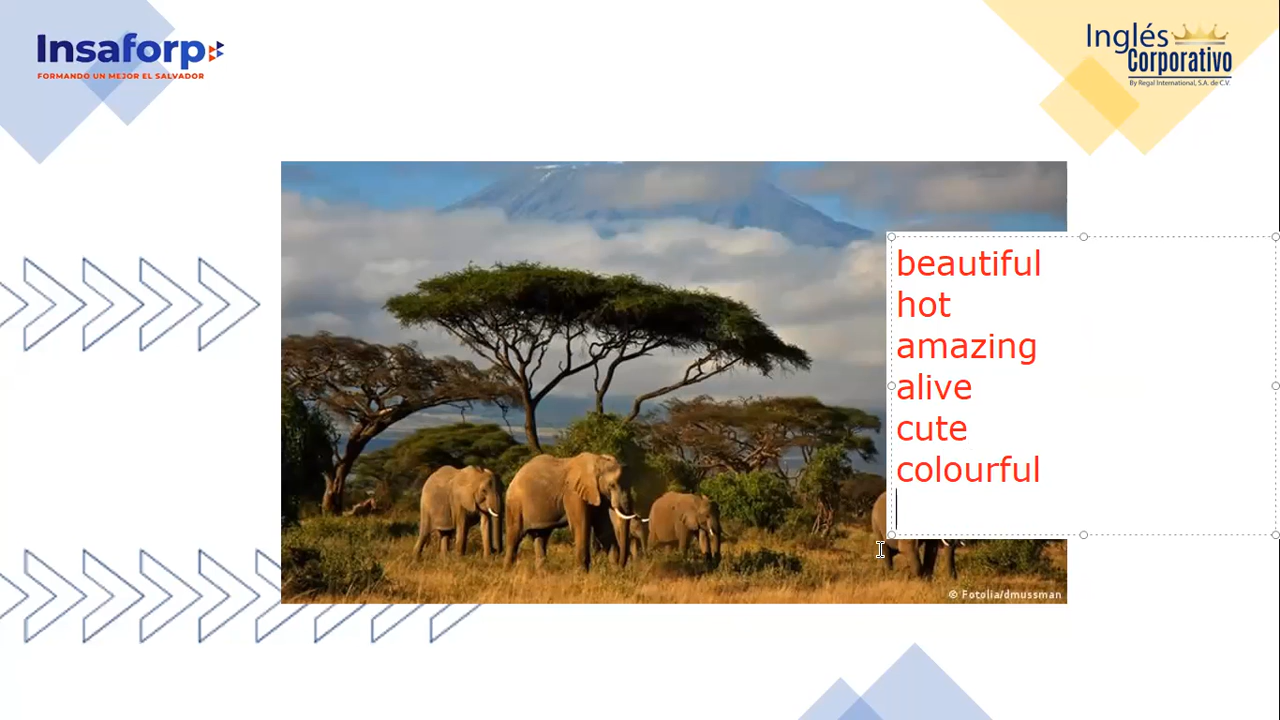 Insaforp
FORMANDO UN MEJOR EL SALVADOR
Inglés
Corporativo
By Regal International, S.A. de C.V.
beautiful
hot
amazing
alive
cute
colourful
© Fotolia/dmussman